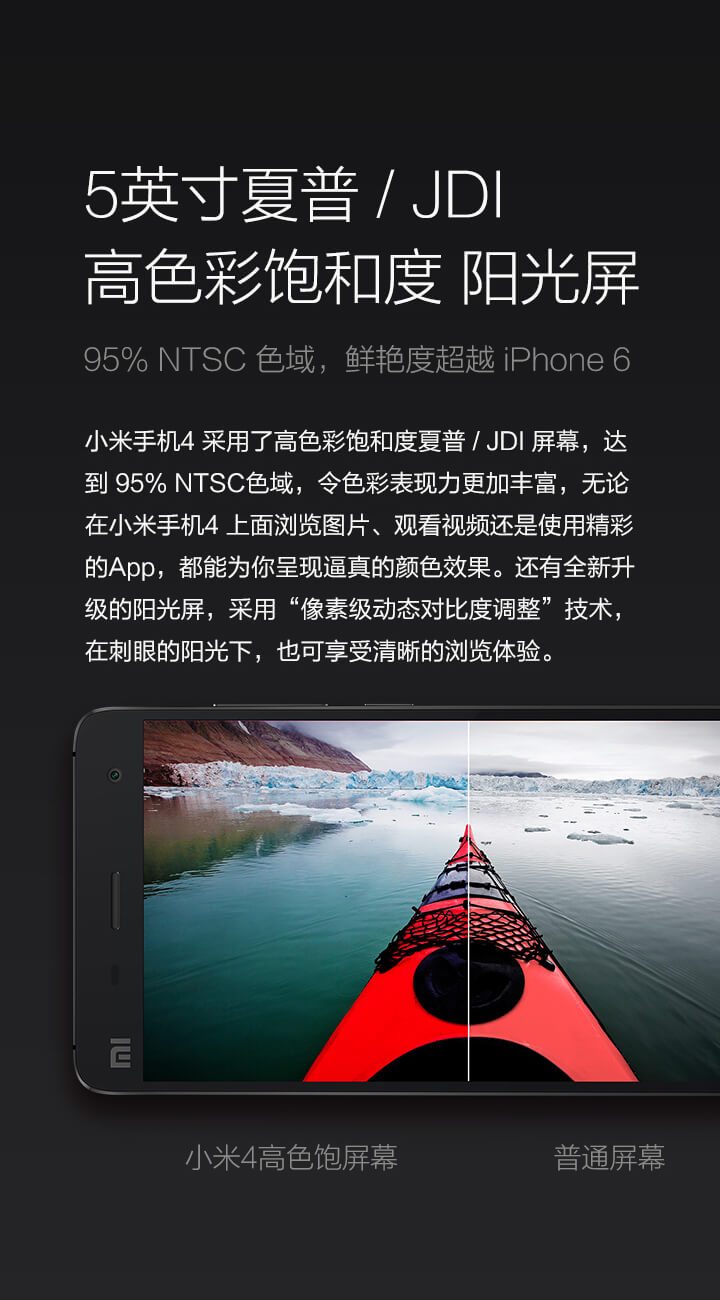 5英寸夏普 / JDI
高色彩饱和度 阳光屏
95% NTSC 色域，鲜艳度超越 iPhone 6
小米手机4 采用了高色彩饱和度夏普 / JDI 屏幕，达
到 95% NTSC色域，令色彩表现力更加丰富，无论
在小米手机4 上面浏览图片、观看视频还是使用精彩
的App，都能为你呈现逼真的颜色效果。还有全新升
级的阳光屏，采用“像素级动态对比度调整”技术，
在刺眼的阳光下，也可享受清晰的浏览体验。
MI
小米4高色饱屏幕
普通屏幕